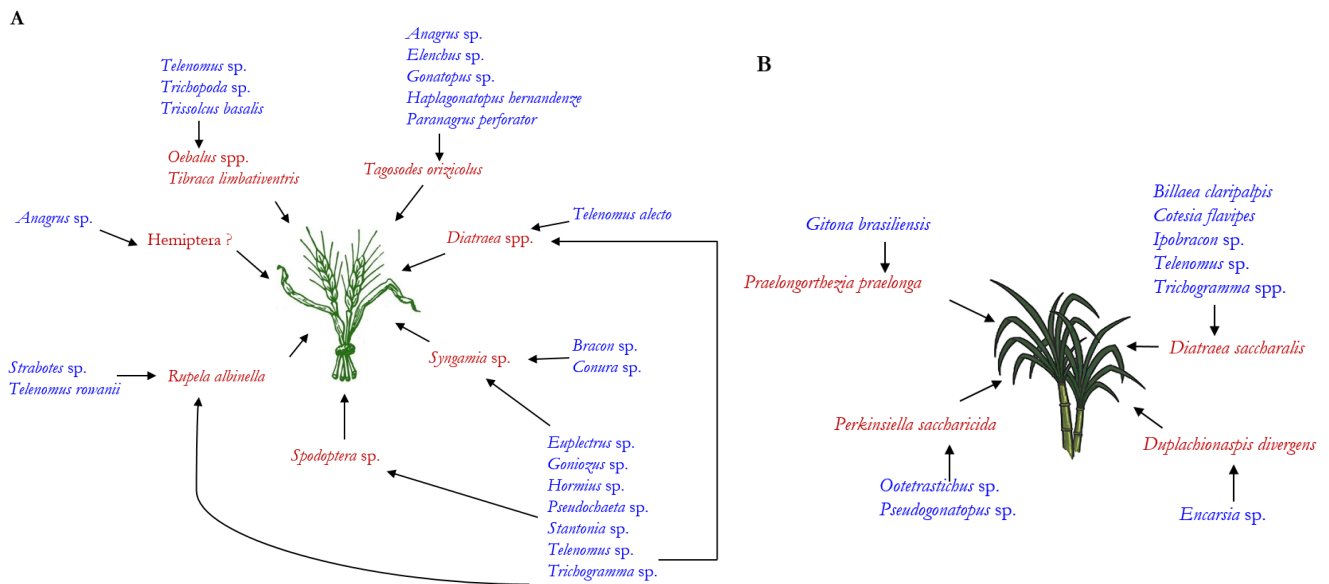 A
Telenomus sp.
Trichopoda sp.
Trissolcus basalis
Oebalus spp.
Tibraca limbativentris
Anagrus sp.
Elenchus sp.
Gonatopus sp.
Haplagonatopus hernandenze
Paranagrus perforator
Tagosodes orizicolus
Anagrus sp.
Hemiptera ?
Telenomus alecto
Diatraea spp.
Strabotes sp.
Telenomus rowanii
Rupela albinella
Syngamia sp.
Bracon sp.
Conura sp.
Spodoptera sp.
Euplectrus sp.
Goniozus sp.
Hormius sp.
Pseudochaeta sp.
Stantonia sp.
Telenomus sp.
Trichogramma sp.
B
Gitona brasiliensis
Praelongorthezia praelonga
Billaea claripalpis
Cotesia flavipes
Ipobracon sp.
Telenomus sp.
Trichogramma spp.
Diatraea saccharalis
Perkinsiella saccharicida
Duplachionaspis divergens
Ootetrastichus sp.
Pseudogonatopus sp.
Encarsia sp.